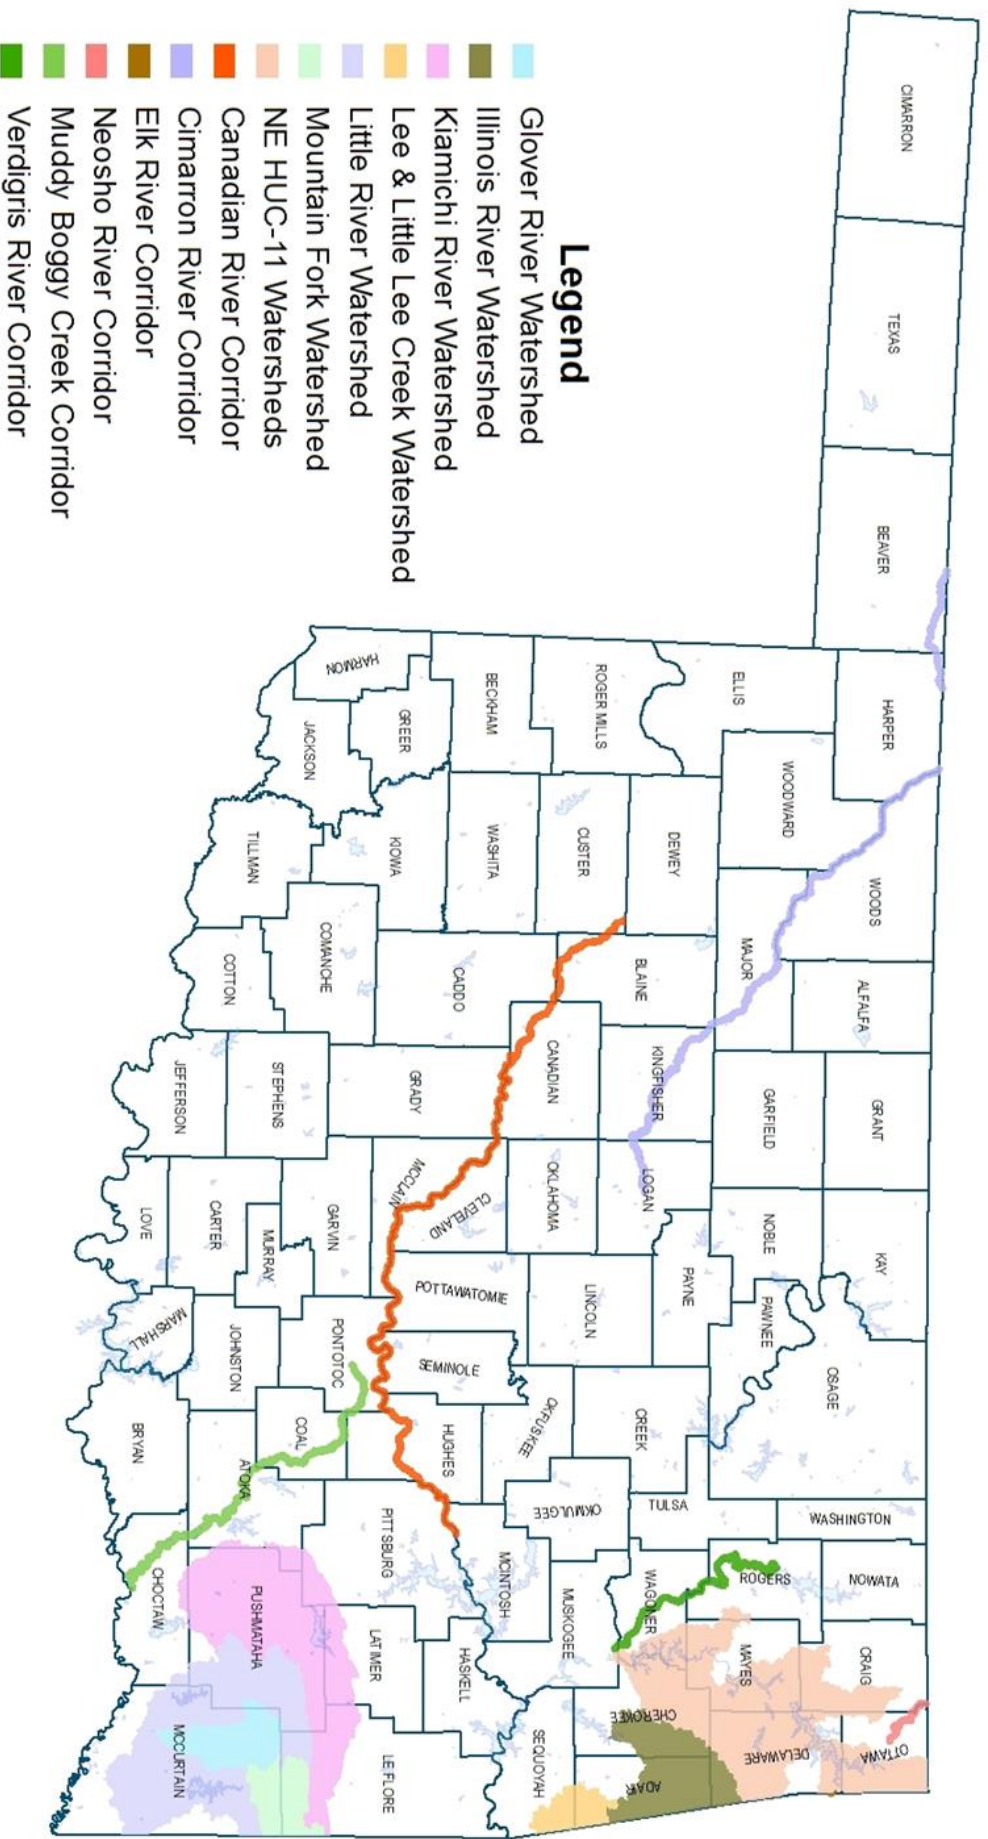 CIMARRON
TEXAS
BEAVER
HARPER
WOODS
ALFALFA
GRANT
KAY
OSAGE
WASHINGTON
NOWATA
CRAIG
OTTAWA
ELLIS
WOODWARD
MAJOR
GARFIELD
NOBLE
PAWNEE
ROGERS
MAYES
DELAWARE
ROGER MILLS
DEWEY
BLAINE
KINGFISHER
LOGAN
PAYNE
CREEK
TULSA
WAGONER
CHEROKEE
ADAIR
BECKHAM
CUSTER
WASHITA
CANADIAN
OKLAHOMA
LINCOLN
OKFUSKEE
OKMULGEE
MUSKOGEE
SEQUOYAH
HARMON
GREER
KIOWA
CADDO
GRADY
MCCLAIN
CLEVELAND
POTTAWATOMIE
SEMINOLE
HUGHES
MCINTOSH
HASKELL
JACKSON
TILLMAN
COMANCHE
COTTON
STEPHENS
JEFFERSON
GARVIN
MURRAY
CARTER
LOVE
PONTOTOC
JOHNSTON
MARSHALL
COAL
ATOKA
BRYAN
PITTSBURG
LATIMER
LE FLORE
PUSHMATAHA
CHOCTAW
MCCURTAIN
Legend
Glover River Watershed
Illinois River Watershed
Kiamichi River Watershed
Lee & Little Lee Creek Watershed
Little River Watershed
Mountain Fork Watershed
NE HUC-11 Watersheds
Canadian River Corridor
Cimarron River Corridor
Elk River Corridor
Neosho River Corridor
Muddy Boggy Creek Corridor
Verdigris River Corridor